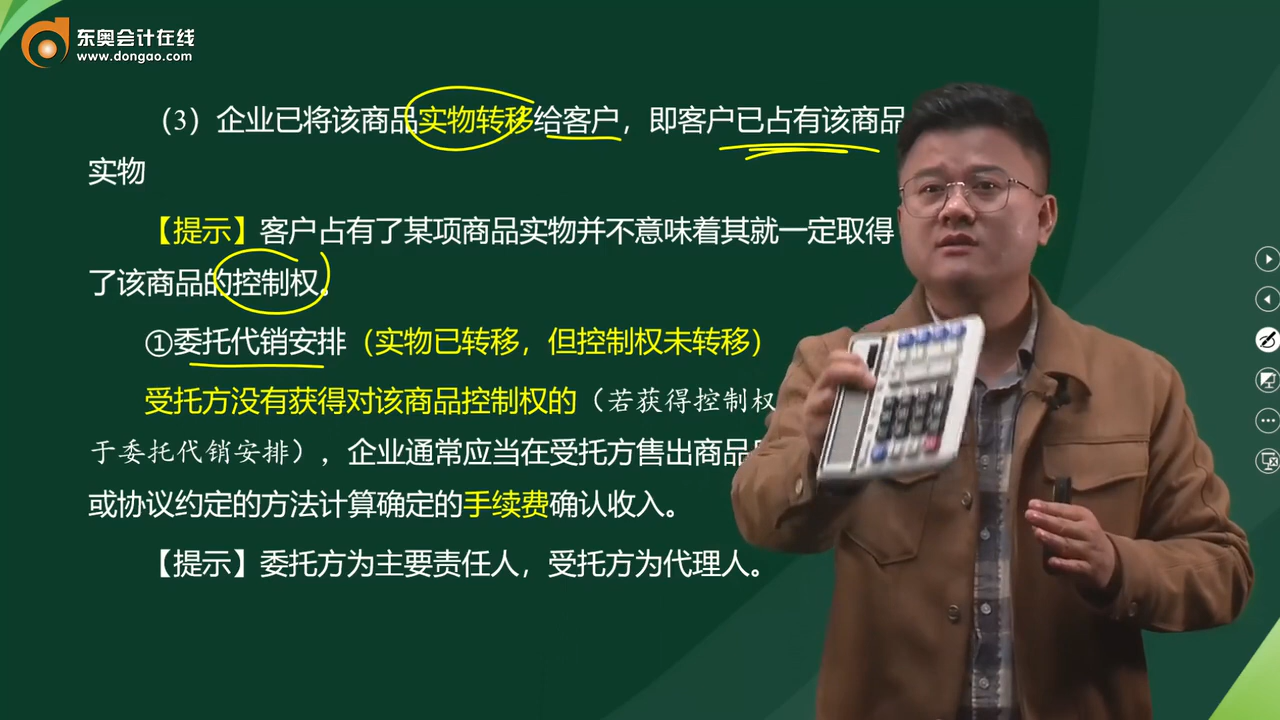 东奥会计在线
www.dongao.com
（3）企业已将该商品实物转移给客户，即客户已占有该商品
实物
【提示】客户占有了某项商品实物并不意味着其就一定取得
了该商品的控制权。
①委托代销安排（实物已转移，但控制权未转移）
受托方没有获得对该商品控制权的（若获得控制权
于委托代销安排），企业通常应当在受托方售出商品
或协议约定的方法计算确定的手续费确认收入。
【提示】委托方为主要责任人，受托方为代理人。